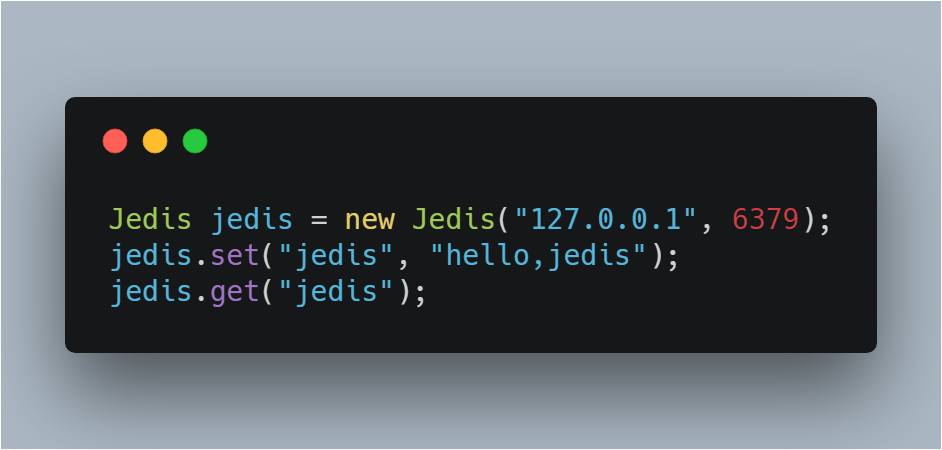 Jedis jedis = new Jedis("127.0.0.1", 6379);
jedis.set("jedis", "hello,jedis");
jedis.get("jedis");